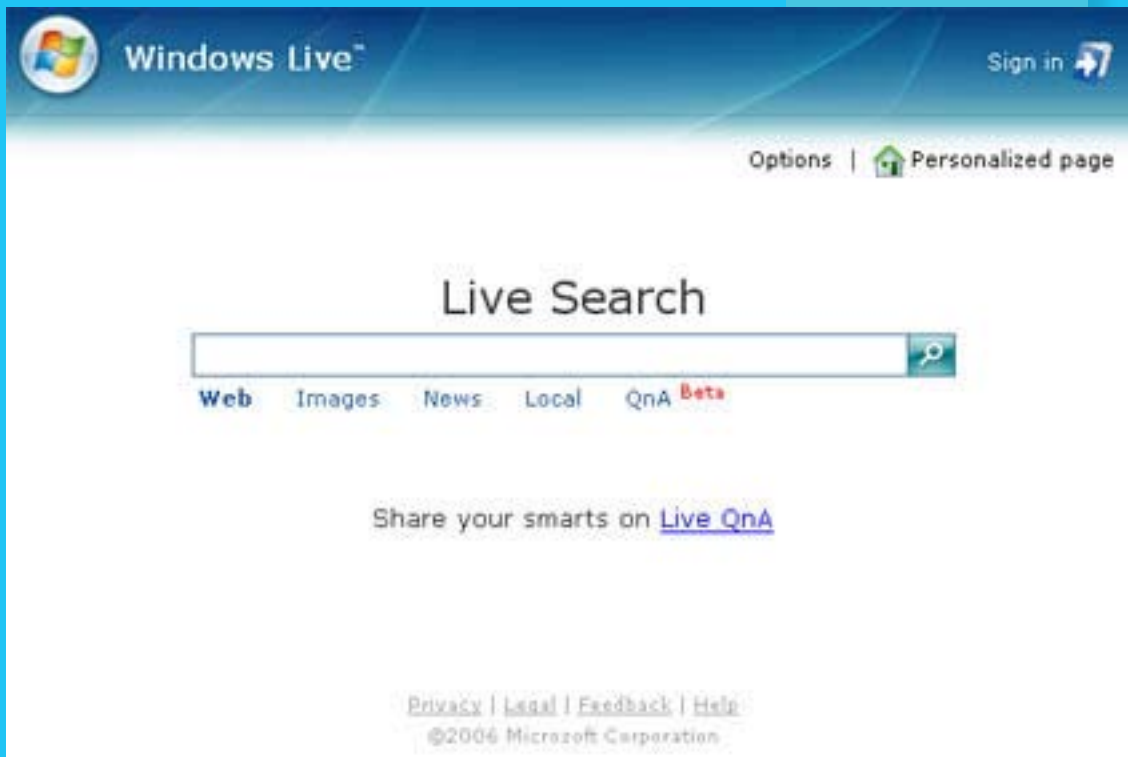 Windows Live™
Sign in
Options | Personalized page
Live Search
Web Images News Local QnA Beta
Share your smarts on Live QnA
Privacy | Legal | Feedback | Help
©2006 Microsoft Corporation